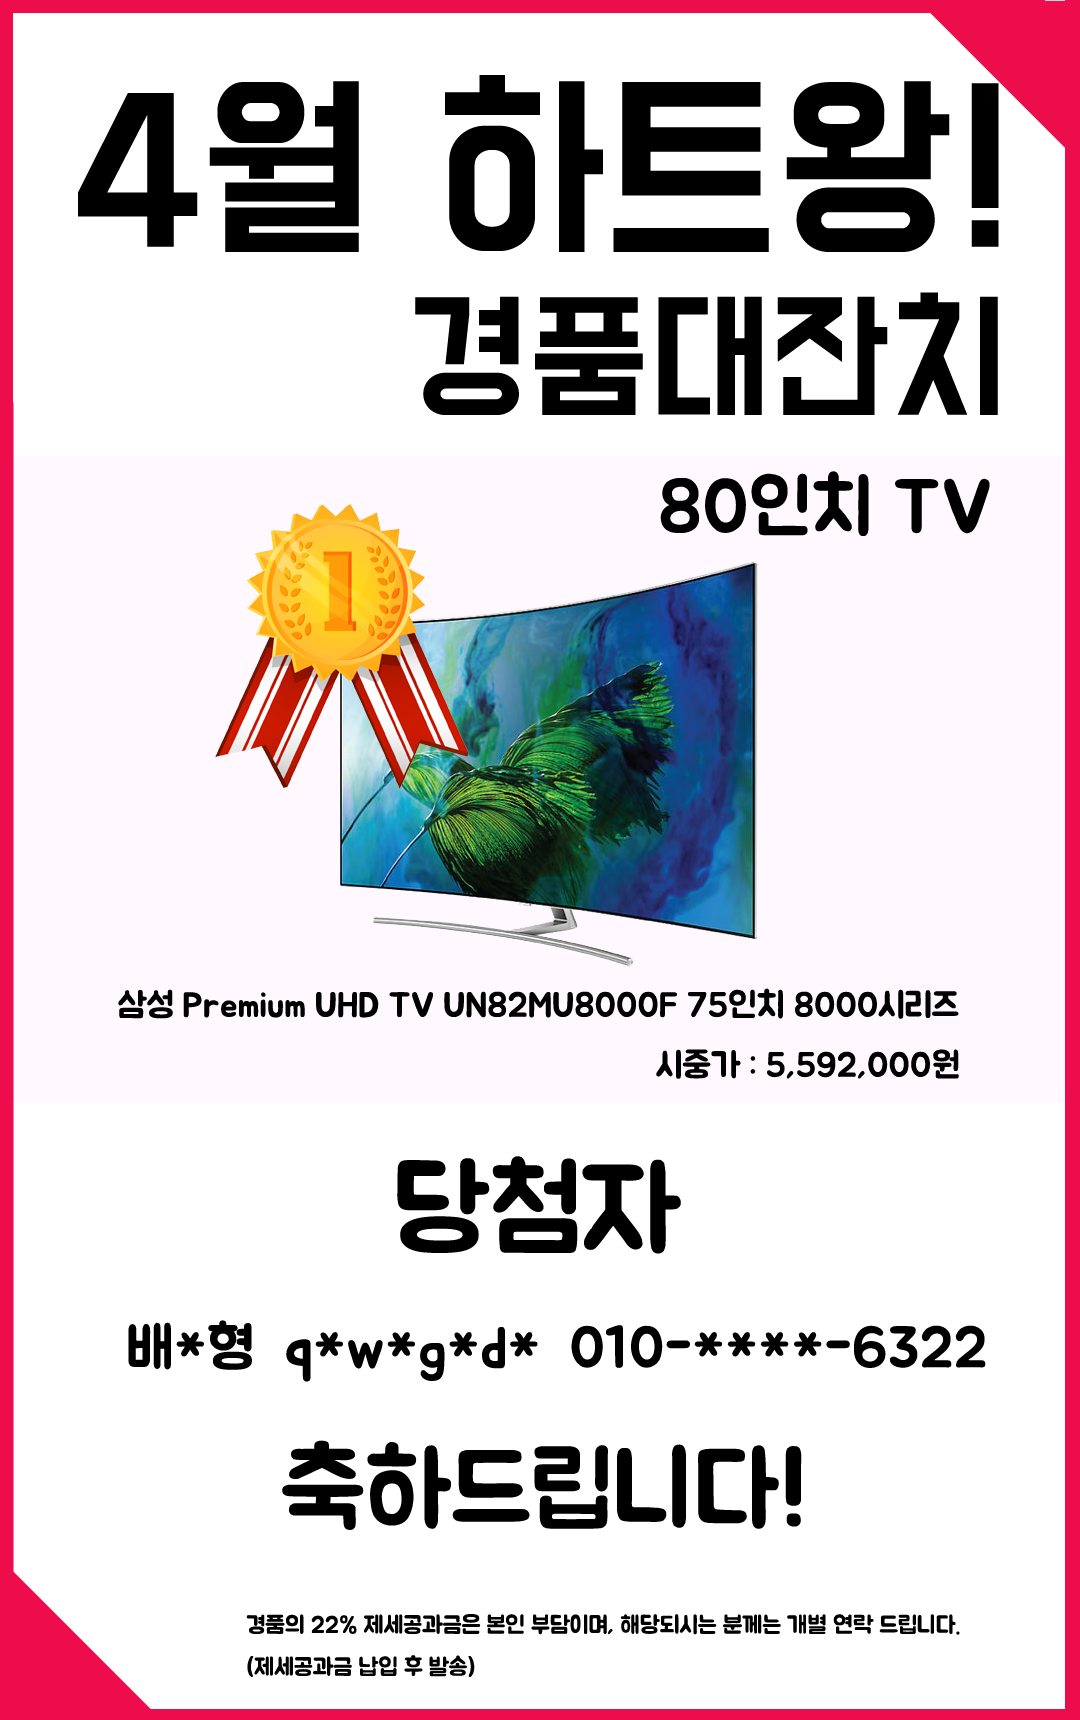 4월 하트왕!
경품대잔치
80인치 TV
1
삼성 Premium UHD TV UN82MU8000F 75인치 8000시리즈
시중가 : 5,592,000원
당첨자
배*형 q*w*g*d* 010-****-6322
축하드립니다!
경품의 22% 제세공과금은 본인 부담이며, 해당되시는 분께는 개별 연락 드립니다.
(제세공과금 납입 후 발송)